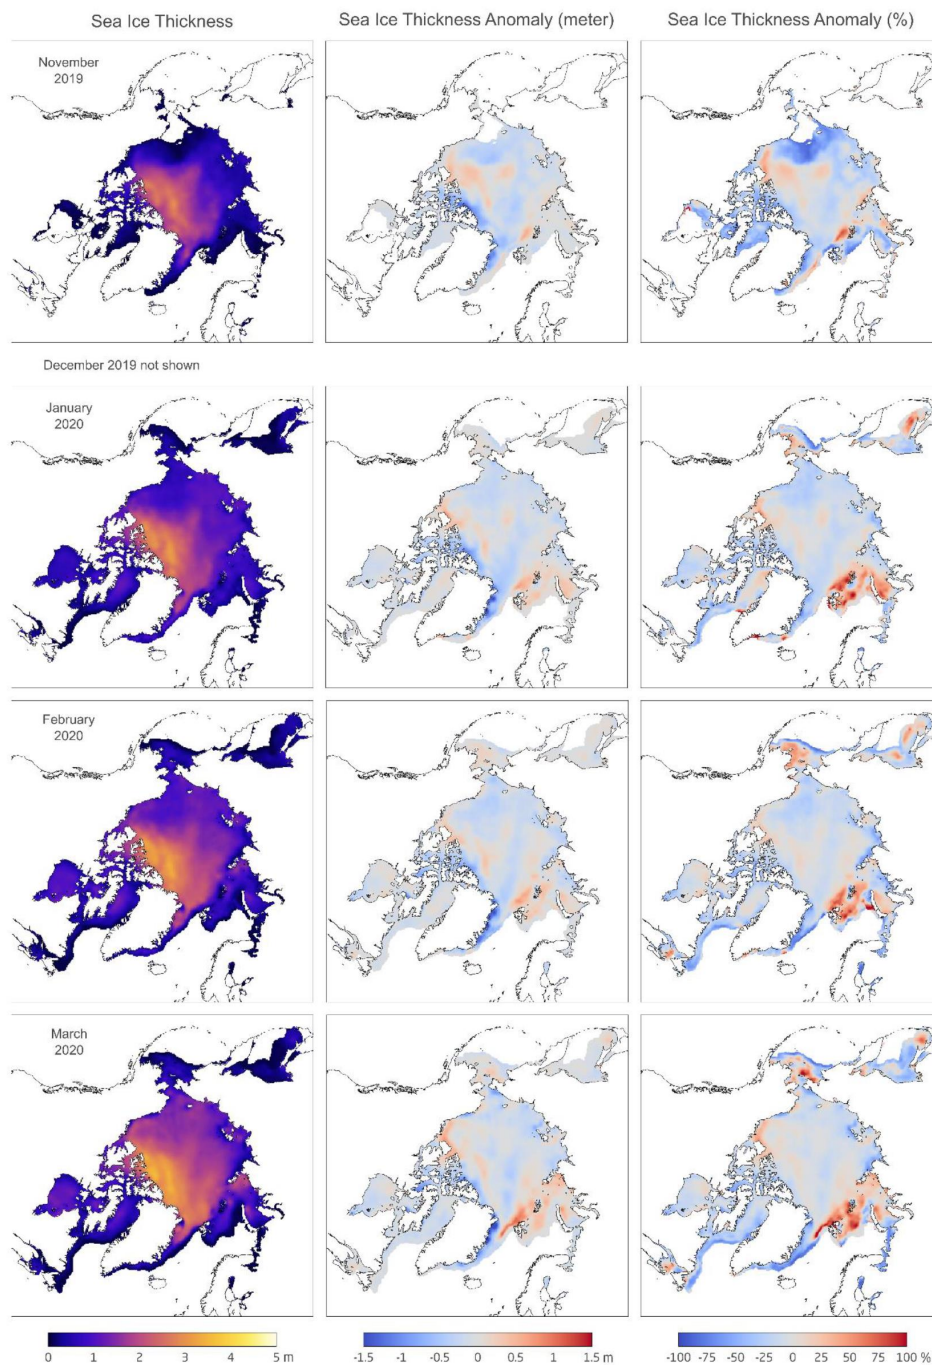 Sea Ice Thickness
Sea Ice Thickness Anomaly (meter)
Sea Ice Thickness Anomaly (%)
November
2019
December 2019 not shown
January
2020
February
2020
March
2020
0 1 2 3 4 5 m
-1.5 -1 -0.5 0 0.5 1 1.5 m
-100 -75 -50 -25 0 25 50 75 100 %